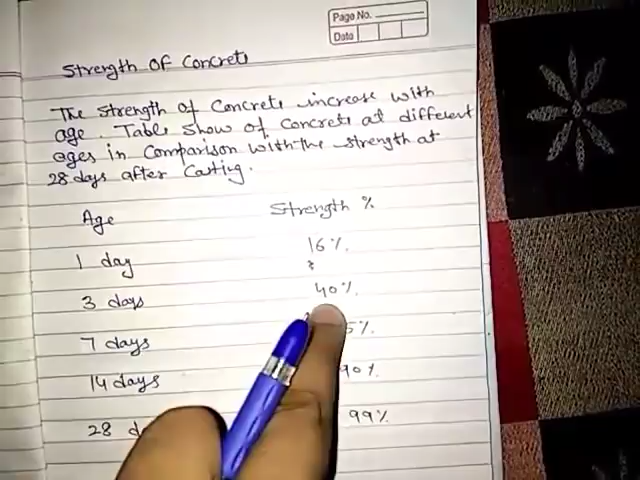 Page No.
Date
Strength Of Concrete
The Strength of Concrete increase with
age. Table Show of Concrete at different
ages in Comparison with the strength at
28 days after Casting.
Age Strength %
1 day 16%.
3 days 40%.
7 days 5%.
14 days 90%.
28 d 99%